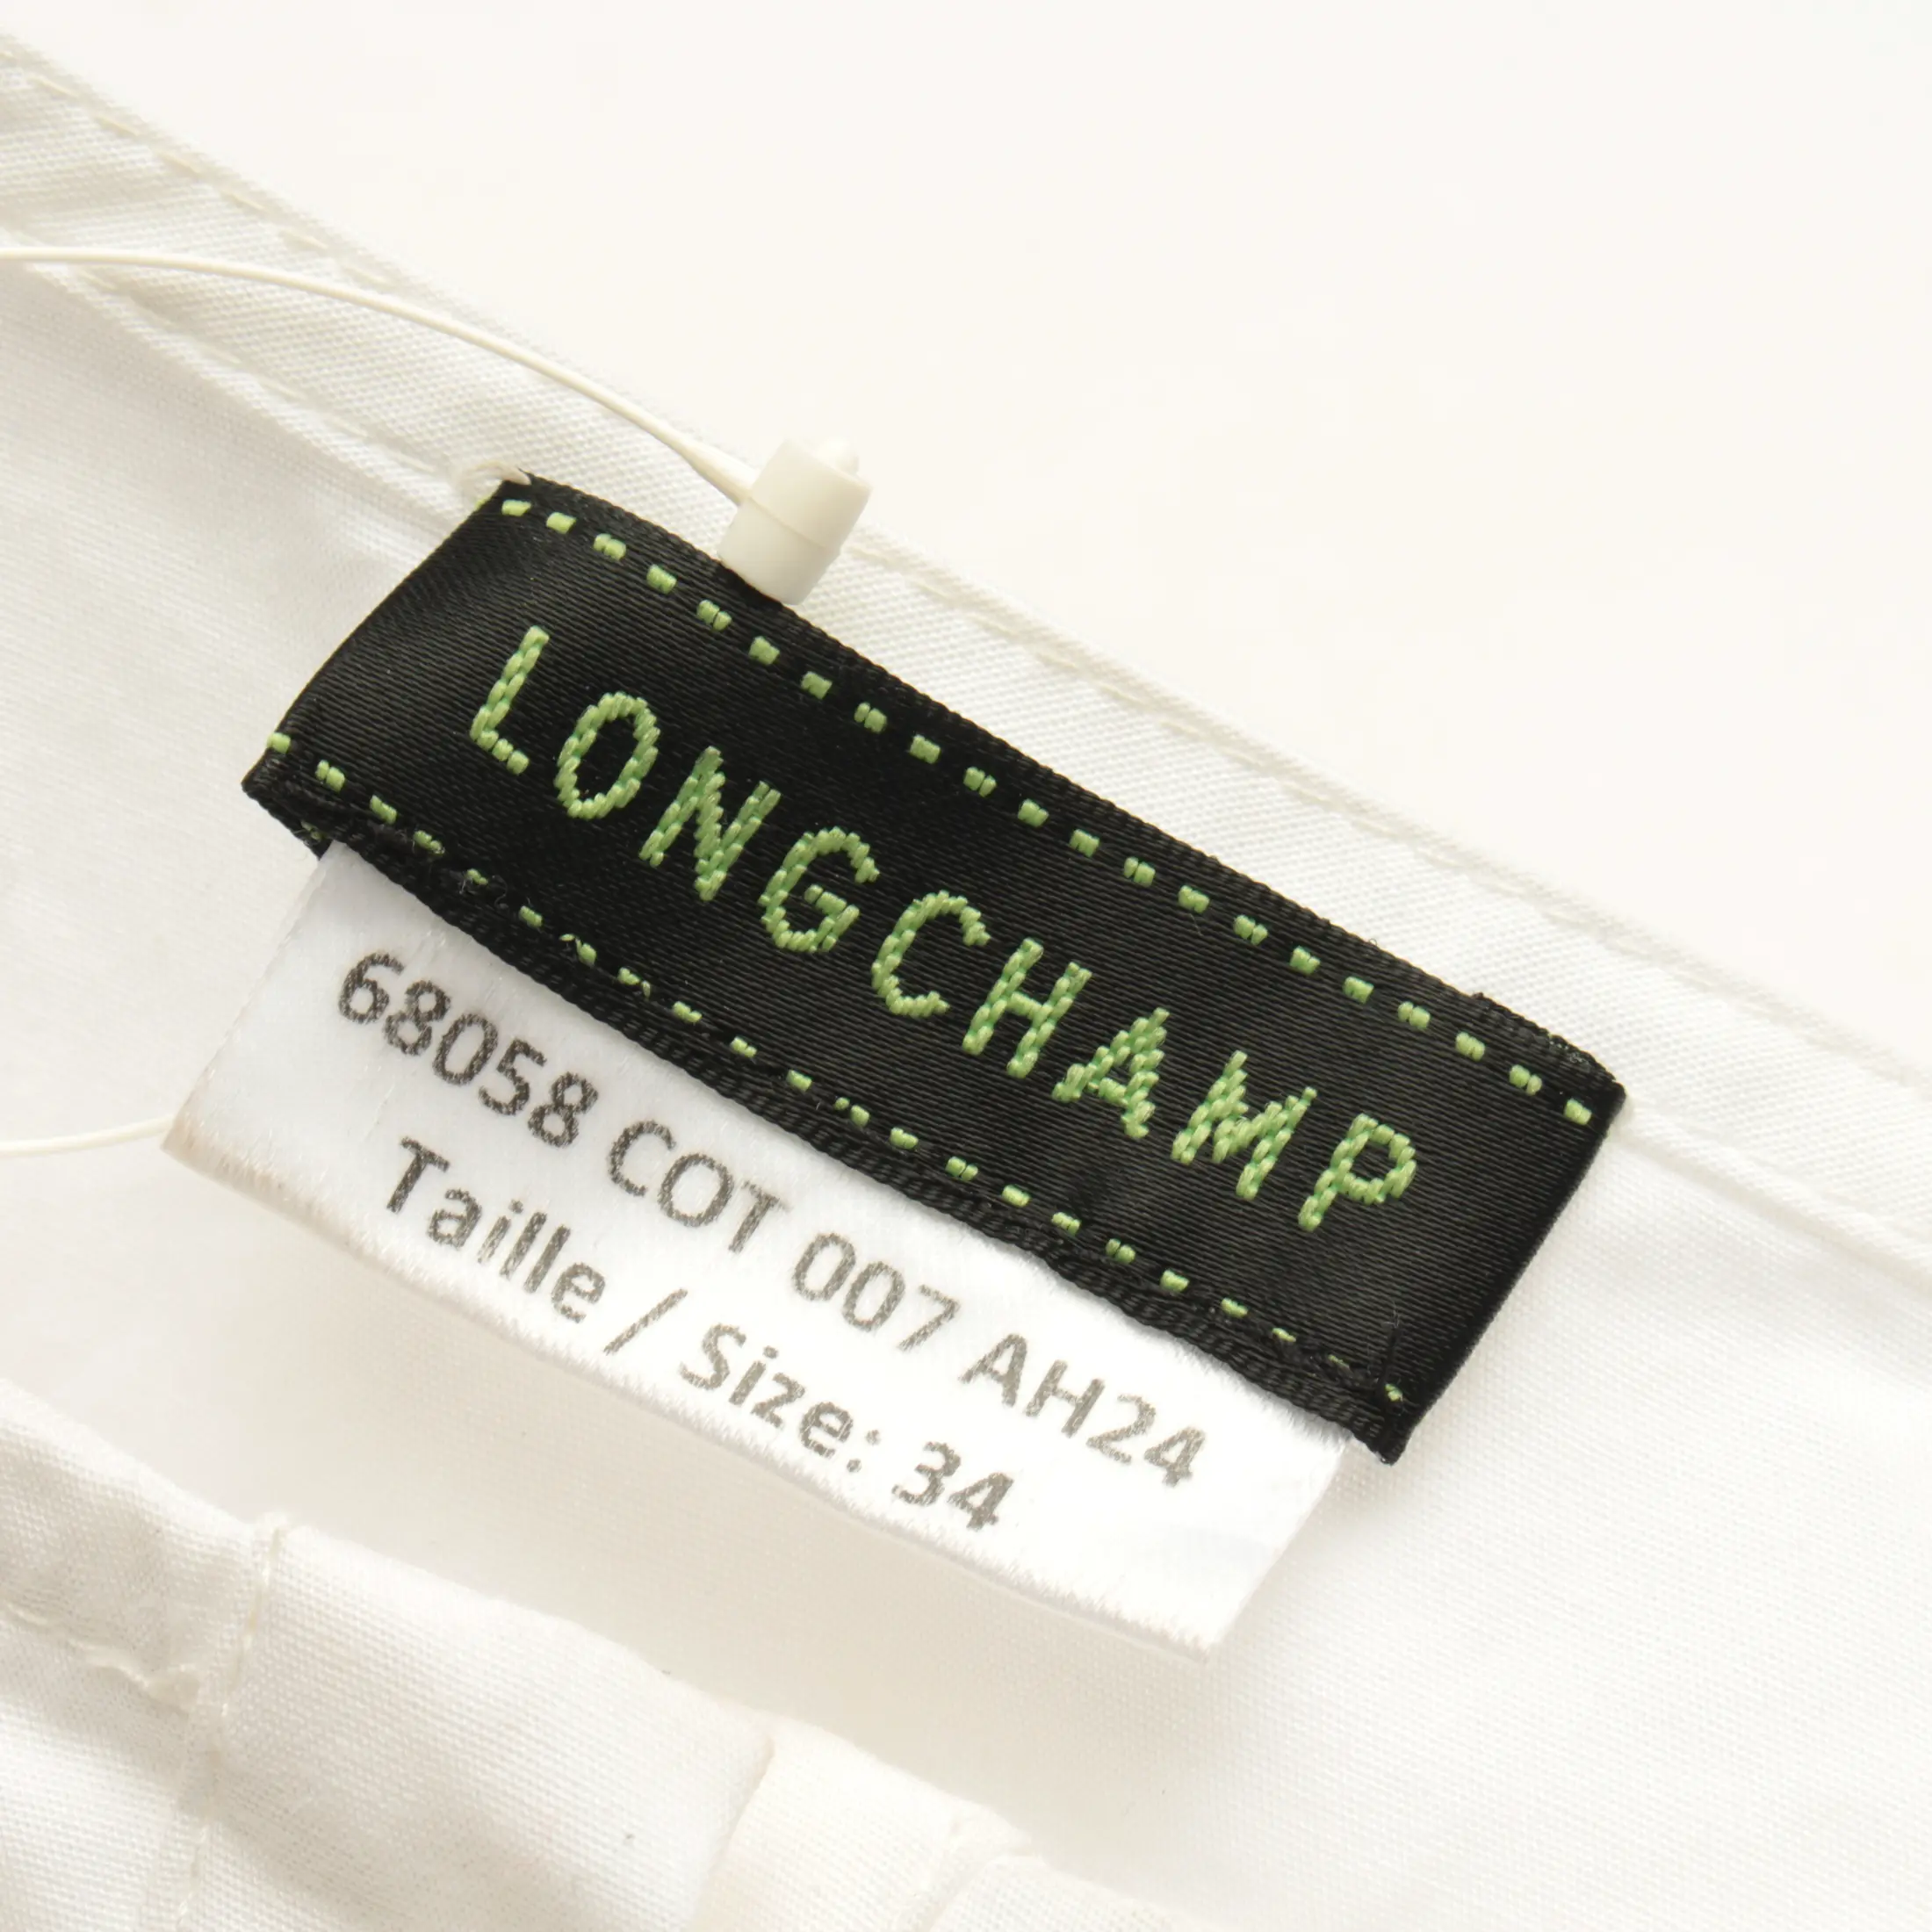 LONGCHAMP
68058 COT 007 AH24
Taille / Size: 34